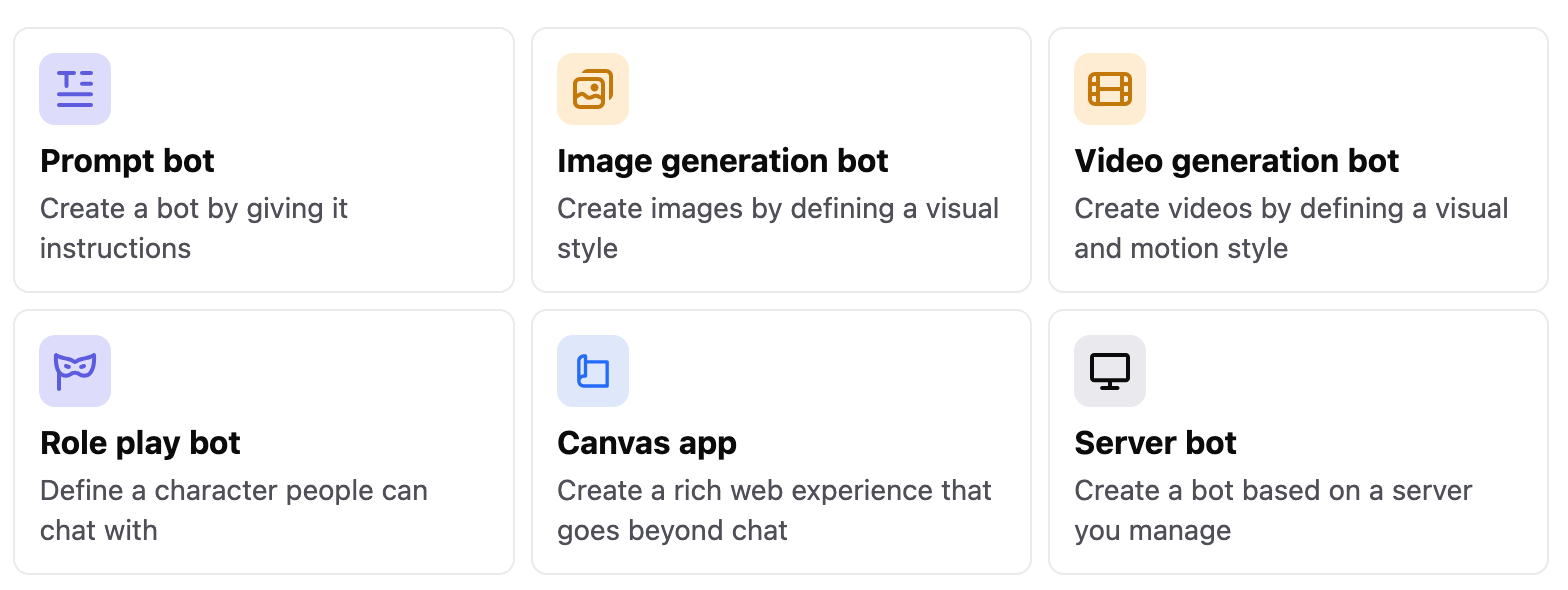 Prompt bot
Create a bot by giving it
instructions
Image generation bot
Create images by defining a visual
style
Video generation bot
Create videos by defining a visual
and motion style
Role play bot
Define a character people can
chat with
Canvas app
Create a rich web experience that
goes beyond chat
Server bot
Create a bot based on a server
you manage